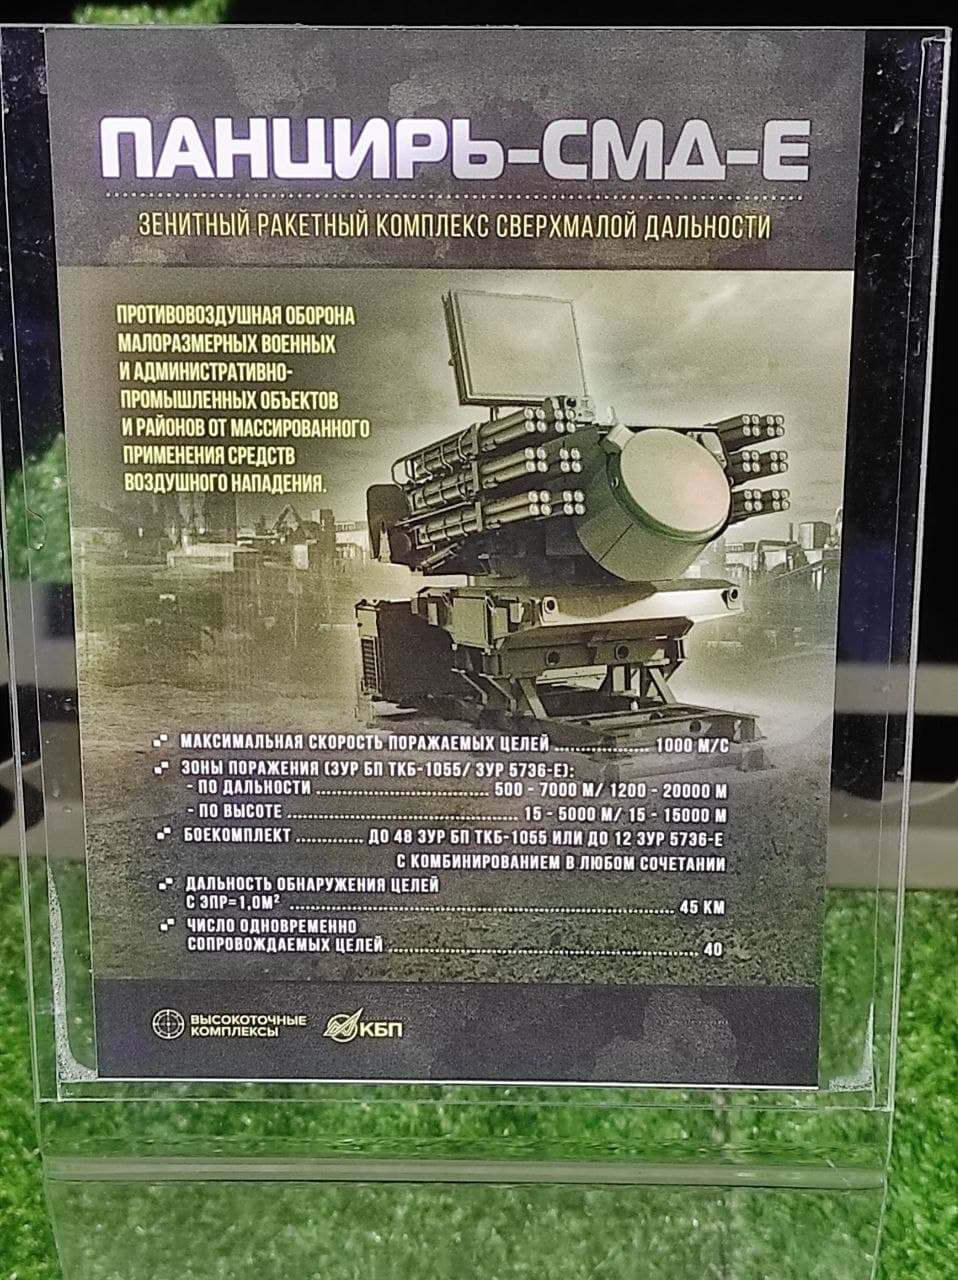 ПАНЦИРЬ-СМД-Е
ЗЕНИТНЫЙ РАКЕТНЫЙ КОМПЛЕКС СВЕРХМАЛОЙ ДАЛЬНОСТИ
ПРОТИВОВОЗДУШНАЯ ОБОРОНА
МАЛОРАЗМЕРНЫХ ВОЕННЫХ
И АДМИНИСТРАТИВНО-
ПРОМЫШЛЕННЫХ ОБЪЕКТОВ
И РАЙОНОВ ОТ МАССИРОВАННОГО
ПРИМЕНЕНИЯ СРЕДСТВ
ВОЗДУШНОГО НАПАДЕНИЯ.
МАКСИМАЛЬНАЯ СКОРОСТЬ ПОРАЖАЕМЫХ ЦЕЛЕЙ ................... 1000 М/С
ЗОНЫ ПОРАЖЕНИЯ (ЗУР БП ТКБ-1055/ ЗУР 57Э6-Е):
- ПО ДАЛЬНОСТИ .................................. 500 - 7000 М/ 1200 - 20000 М
- ПО ВЫСОТЕ .............................................. 15 - 5000 М/ 15 - 15000 М
БОЕКОМПЛЕКТ ............. ДО 48 ЗУР БП ТКБ-1055 ИЛИ ДО 12 ЗУР 57Э6-Е
С КОМБИНИРОВАНИЕМ В ЛЮБОМ СОЧЕТАНИИ
ДАЛЬНОСТЬ ОБНАРУЖЕНИЯ ЦЕЛЕЙ
С ЭПР=1,0М² ............................................................................ 45 КМ
ЧИСЛО ОДНОВРЕМЕННО
СОПРОВОЖДАЕМЫХ ЦЕЛЕЙ .............................................................. 40
ВЫСОКОТОЧНЫЕ
КОМПЛЕКСЫ
КБП